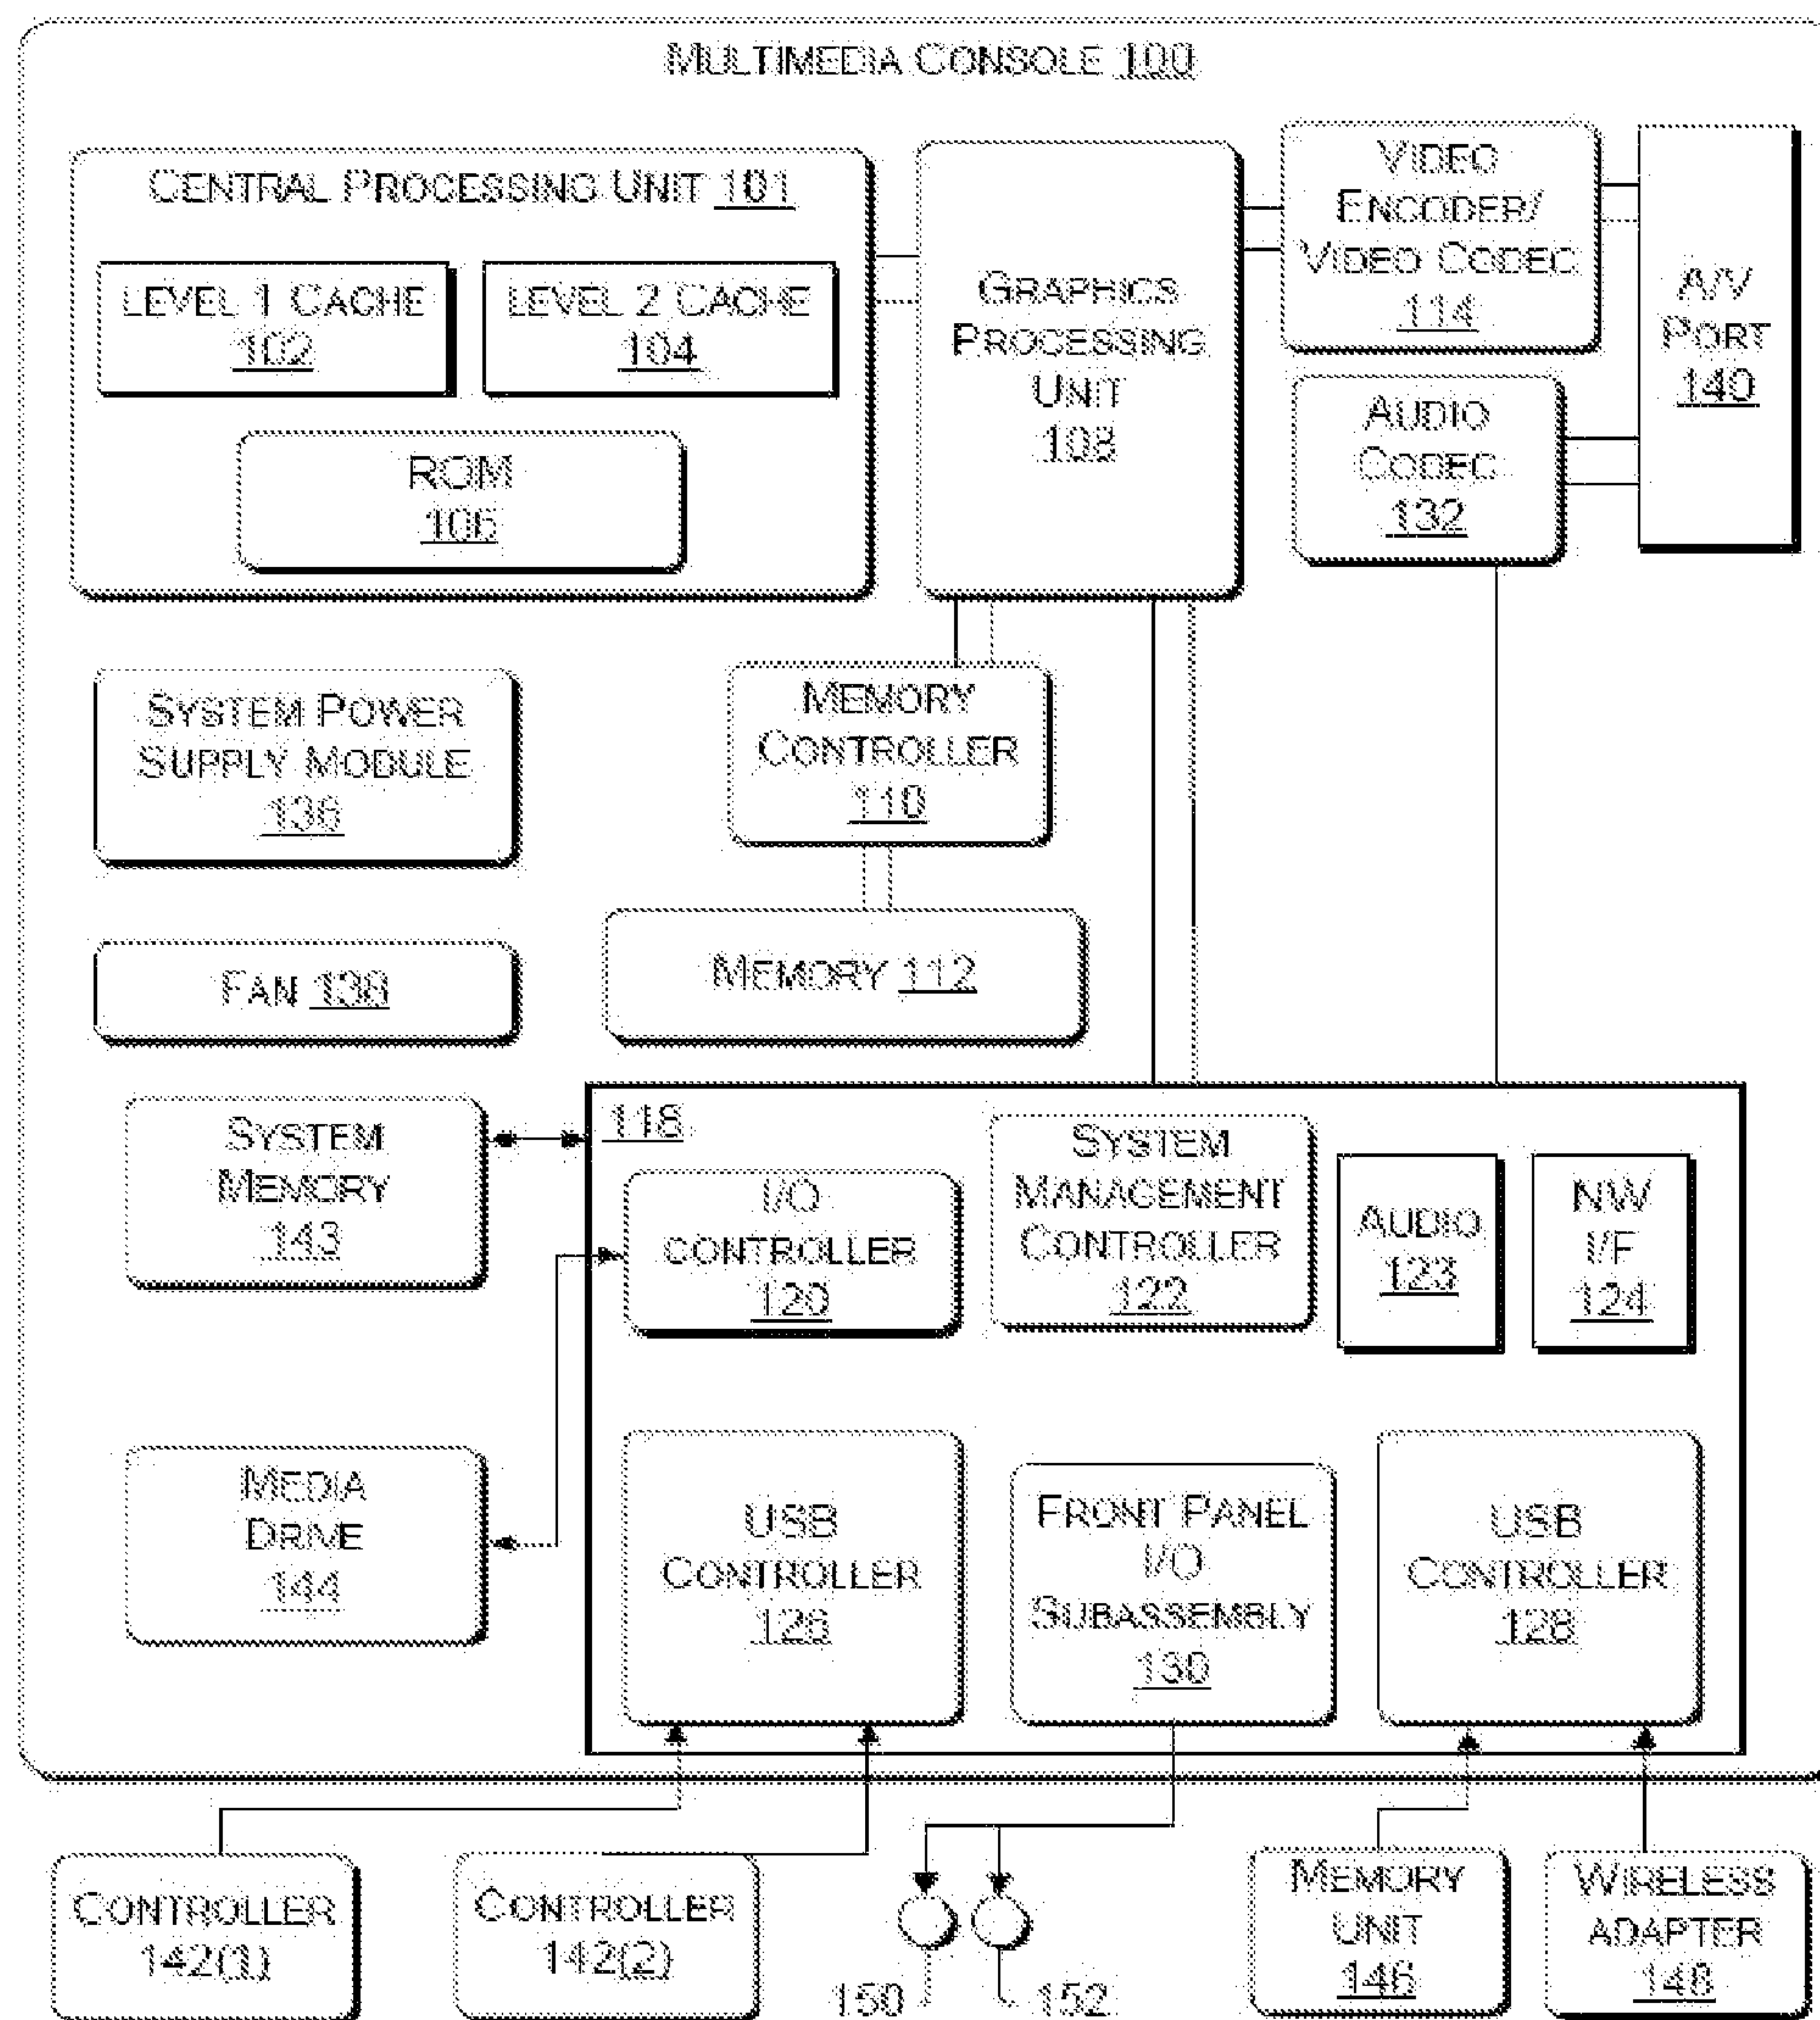 MULTIMEDIA CONSOLE 100
CENTRAL PROCESSING UNIT 101
LEVEL 1 CACHE
102
LEVEL 2 CACHE
104
ROM
106
GRAPHICS
PROCESSING
UNIT
108
VIDEO
ENCODER/
VIDEO CODEC
114
AUDIO
CODEC
132
A/V
PORT
140
SYSTEM POWER
SUPPLY MODULE
136
MEMORY
CONTROLLER
110
FAN 138
MEMORY 112
SYSTEM
MEMORY
143
118
I/O
CONTROLLER
120
SYSTEM
MANAGEMENT
CONTROLLER
122
AUDIO
123
NW
I/F
124
MEDIA
DRIVE
144
USB
CONTROLLER
126
FRONT PANEL
I/O
SUBASSEMBLY
130
USB
CONTROLLER
128
CONTROLLER
142(1)
CONTROLLER
142(2)
150
152
MEMORY
UNIT
146
WIRELESS
ADAPTER
148